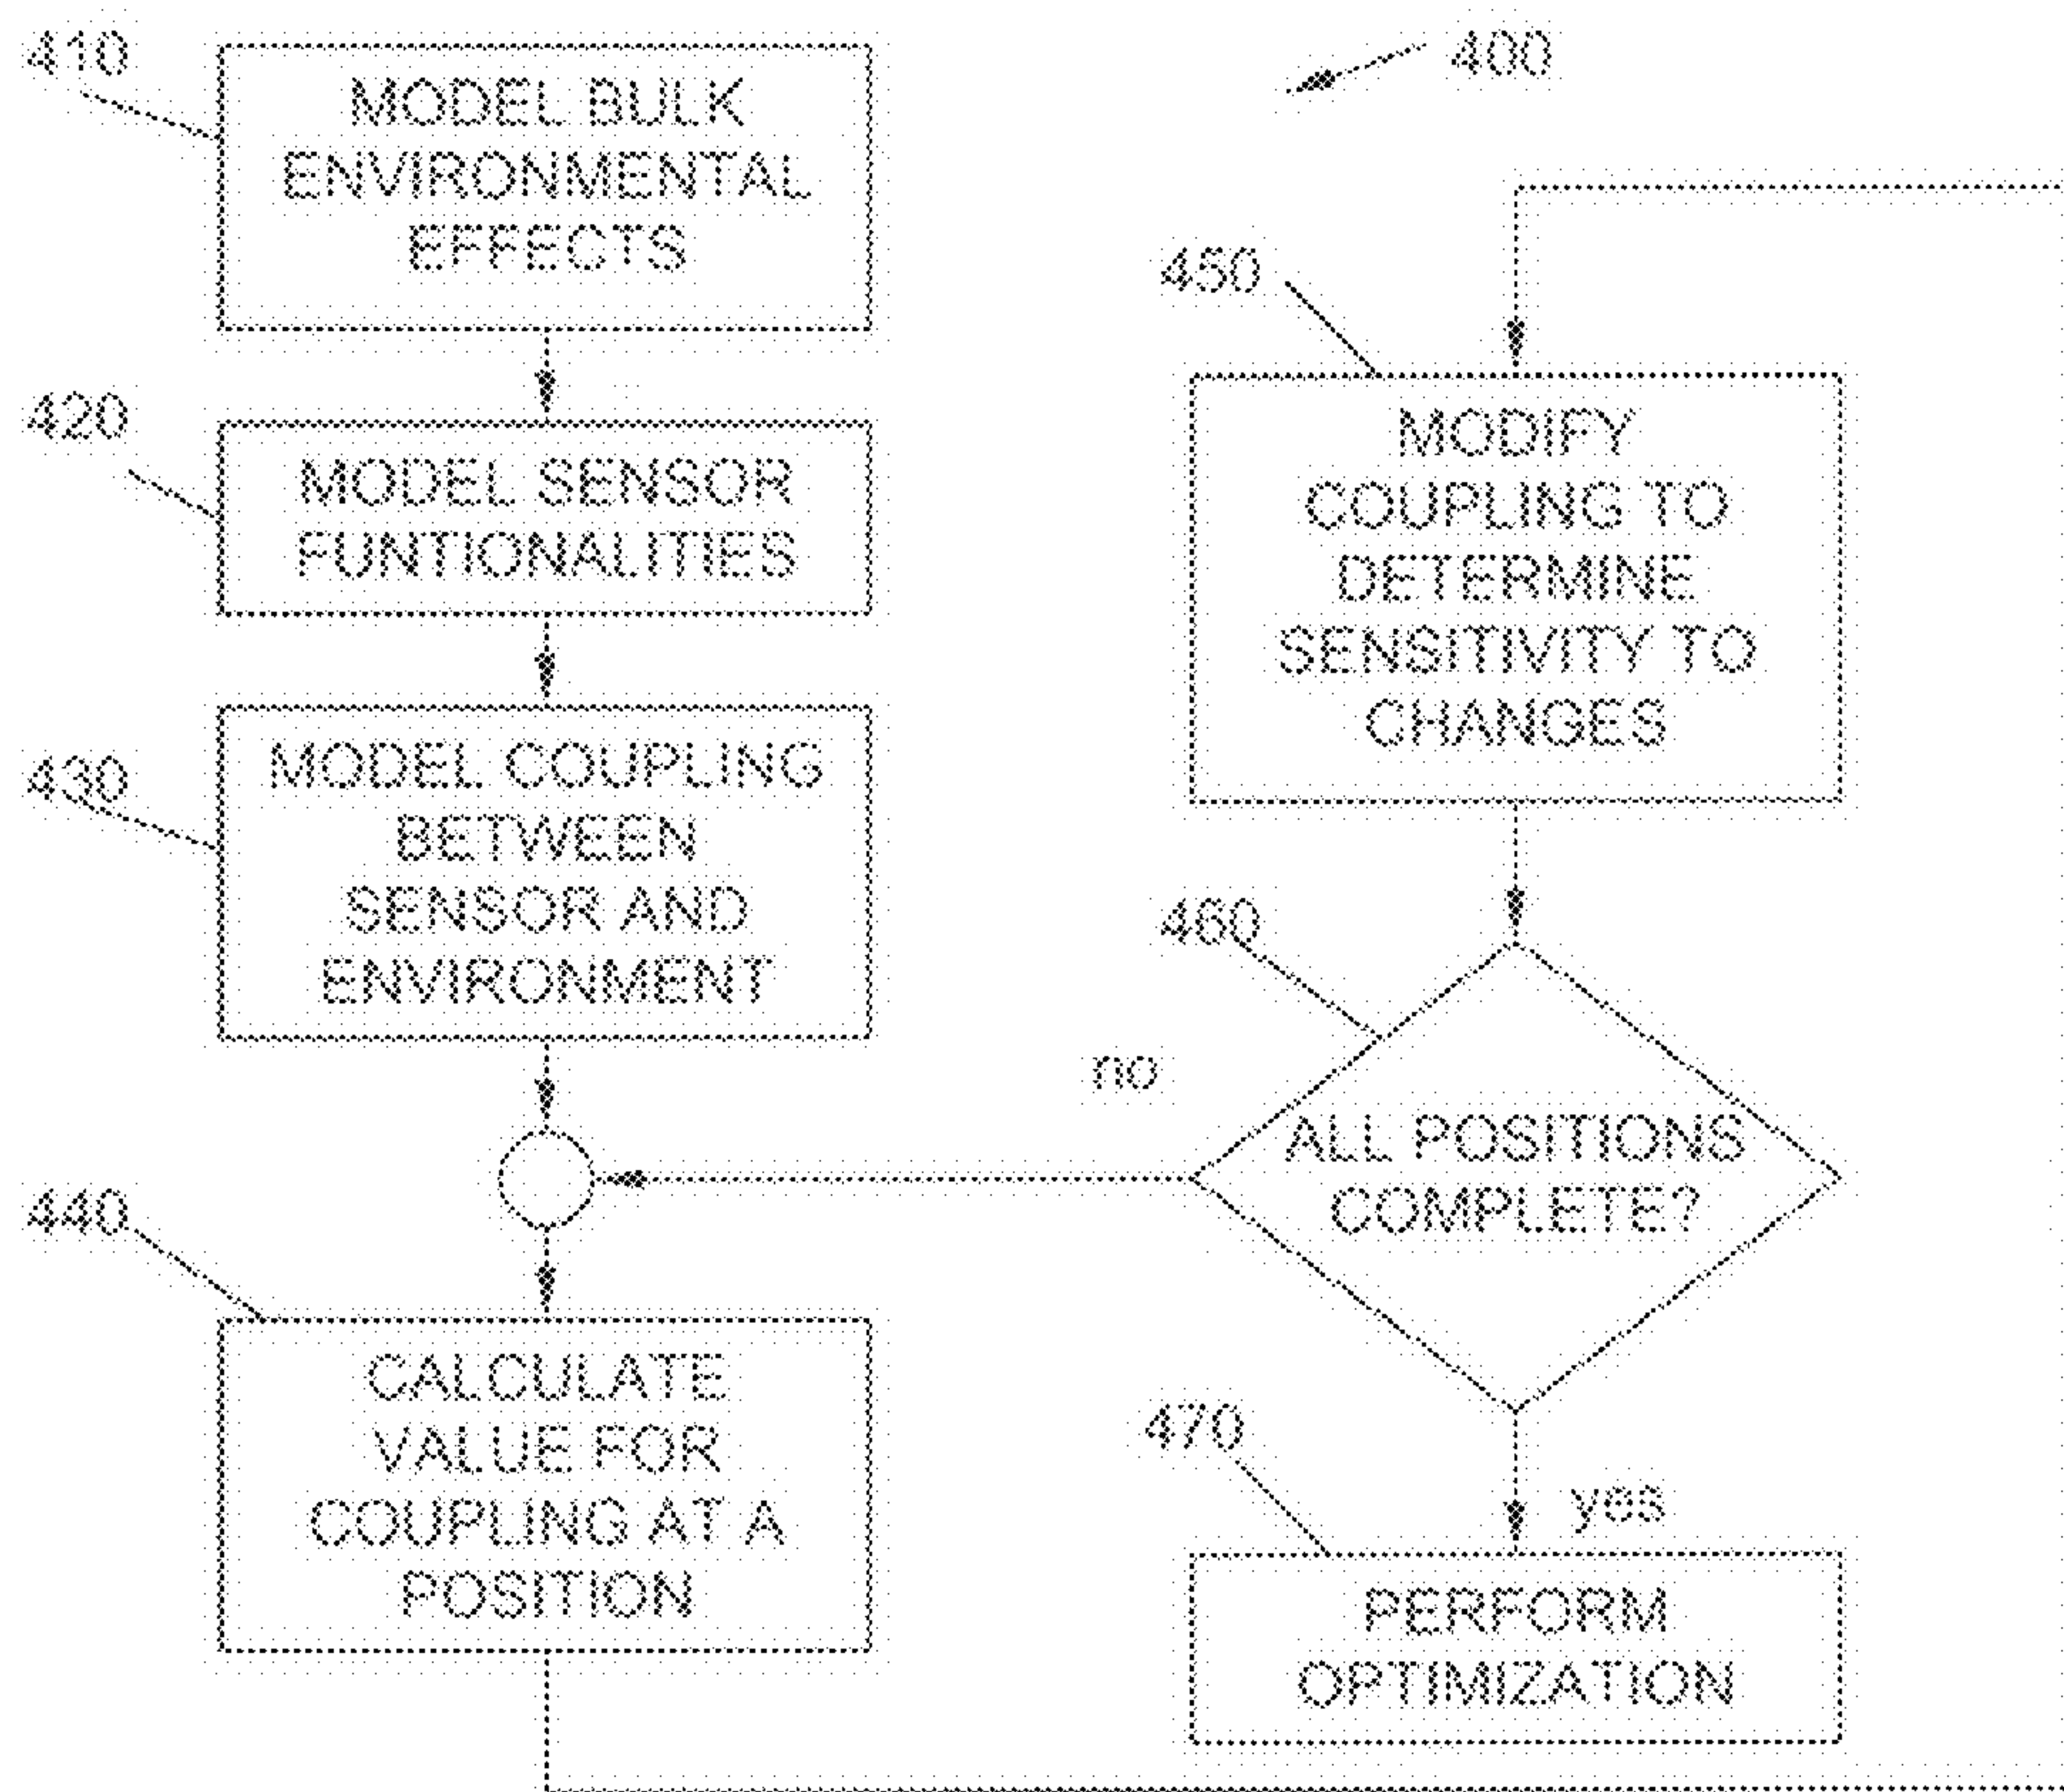 410
MODEL BULK
ENVIRONMENTAL
EFFECTS
420
MODEL SENSOR
FUNTIONALITIES
430
MODEL COUPLING
BETWEEN
SENSOR AND
ENVIRONMENT
440
CALCULATE
VALUE FOR
COUPLING AT A
POSITION
400
450
MODIFY
COUPLING TO
DETERMINE
SENSITIVITY TO
CHANGES
460
no
ALL POSITIONS
COMPLETE?
470
yes
PERFORM
OPTIMIZATION